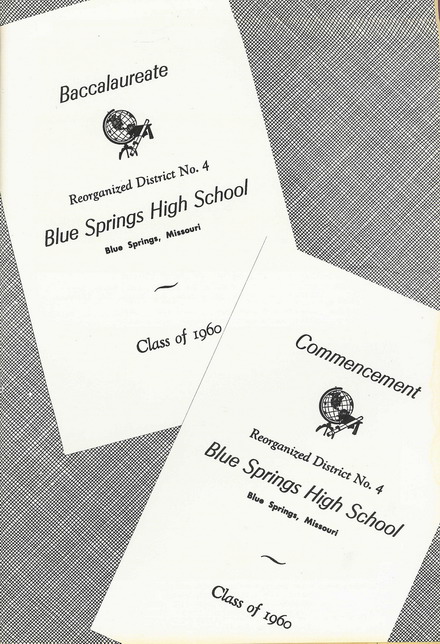 Baccalaureate
Reorganized District No. 4
Blue Springs High School
Blue Springs, Missouri
Class of 1960
Commencement
Reorganized District No. 4
Blue Springs High School
Blue Springs, Missouri
Class of 1960